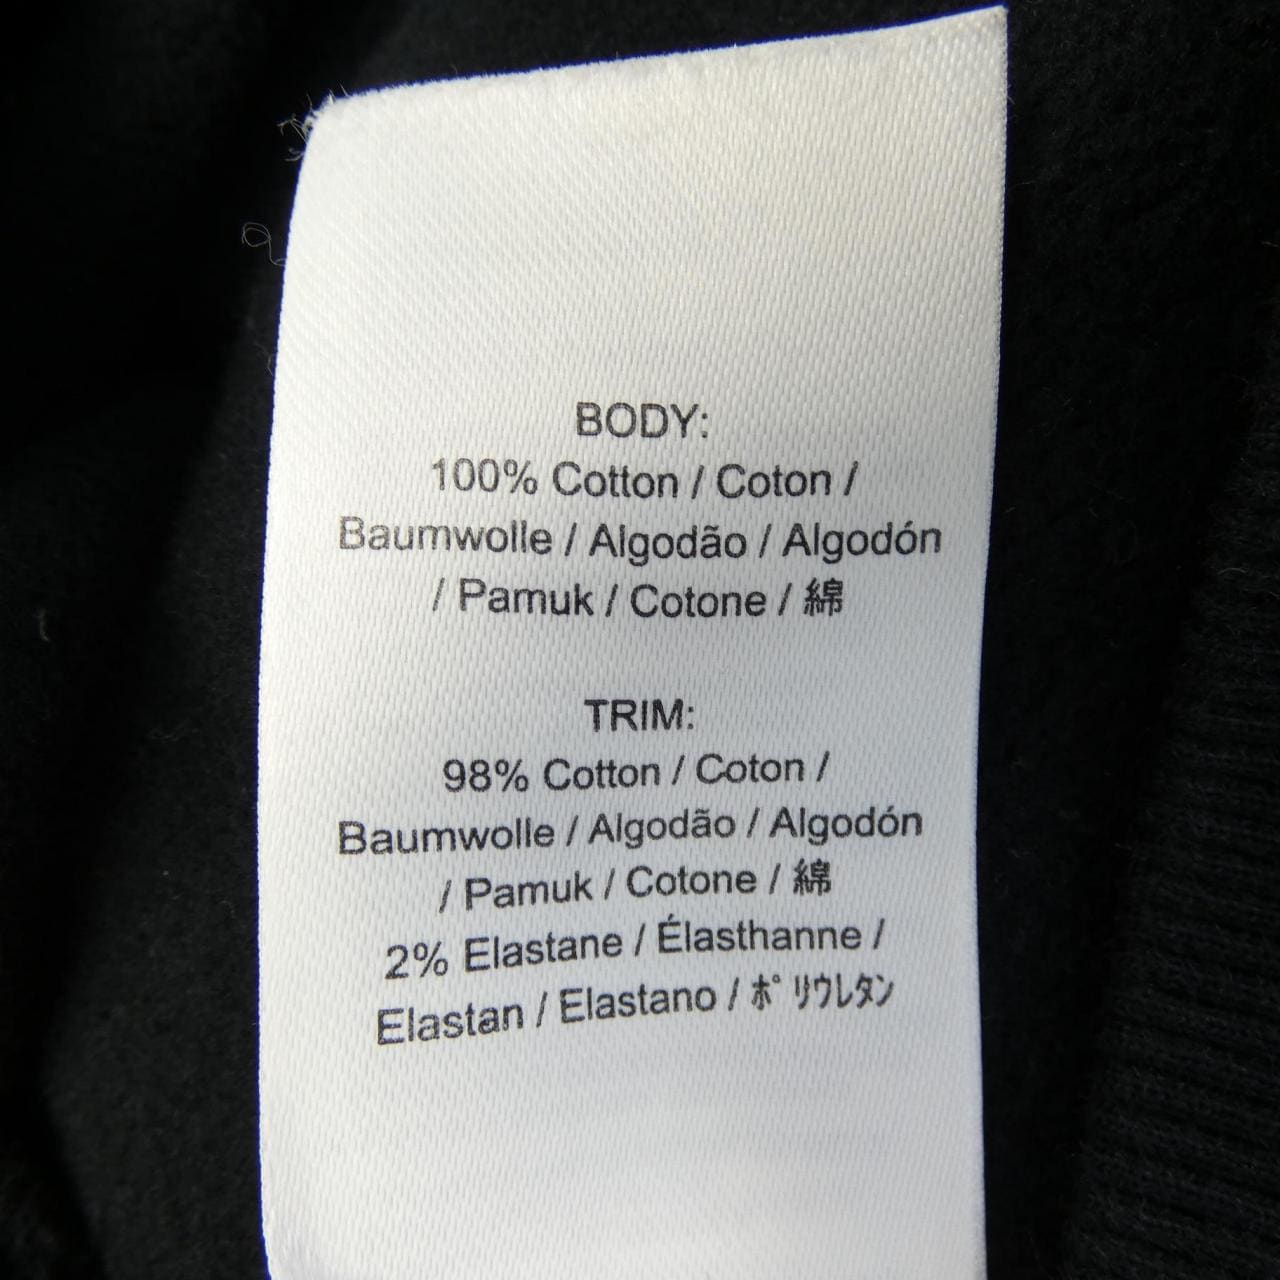 BODY:
100% Cotton / Coton /
Baumwolle / Algodão / Algodón
/ Pamuk / Cotone / 綿
TRIM:
98% Cotton / Coton /
Baumwolle / Algodão / Algodón
/ Pamuk / Cotone / 綿
2% Elastane / Élasthanne /
Elastan / Elastano / ﾎﾟﾘｳﾚﾀﾝ